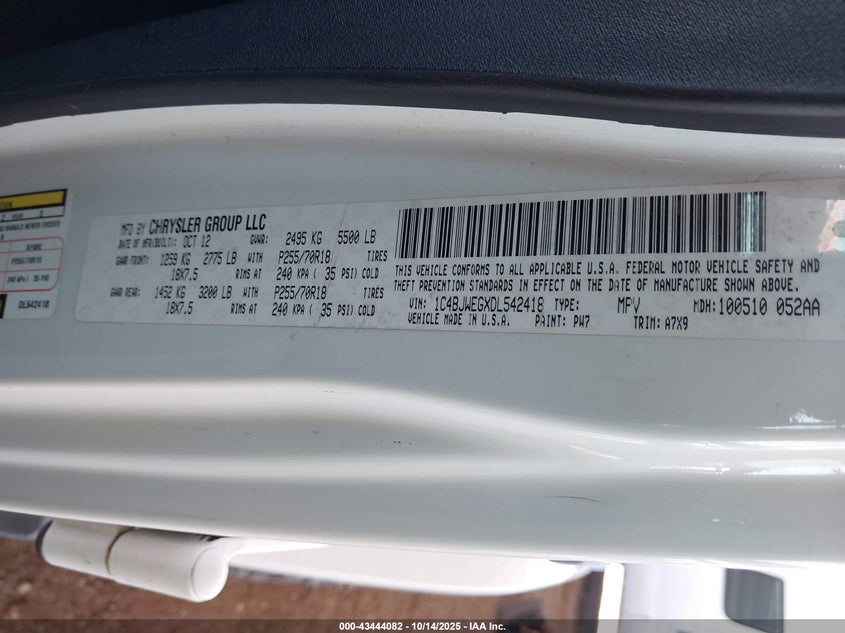 MFD BY CHRYSLER GROUP LLC
DATE OF MFR(BUILT): OCT 12 GVWR: 2495 KG 5500 LB
GAWR FRONT: 1259 KG 2775 LB WITH P255/70R18 TIRES
18X7.5 RIMS AT 240 KPA ( 35 PSI) COLD
GAWR REAR: 1452 KG 3200 LB WITH P255/70R18 TIRES
18X7.5 RIMS AT 240 KPA ( 35 PSI) COLD
THIS VEHICLE CONFORMS TO ALL APPLICABLE U.S.A. FEDERAL MOTOR VEHICLE SAFETY AND
THEFT PREVENTION STANDARDS IN EFFECT ON THE DATE OF MANUFACTURE SHOWN ABOVE.
VIN: 1C4BJWEGXDL542418 TYPE: MPV MDH: 100510 052AA
VEHICLE MADE IN U.S.A. PAINT: PW7 TRIM: A7X9
240 KPA, 35 PSI
DL542418
000-43444082 - 10/14/2025 - IAA Inc.